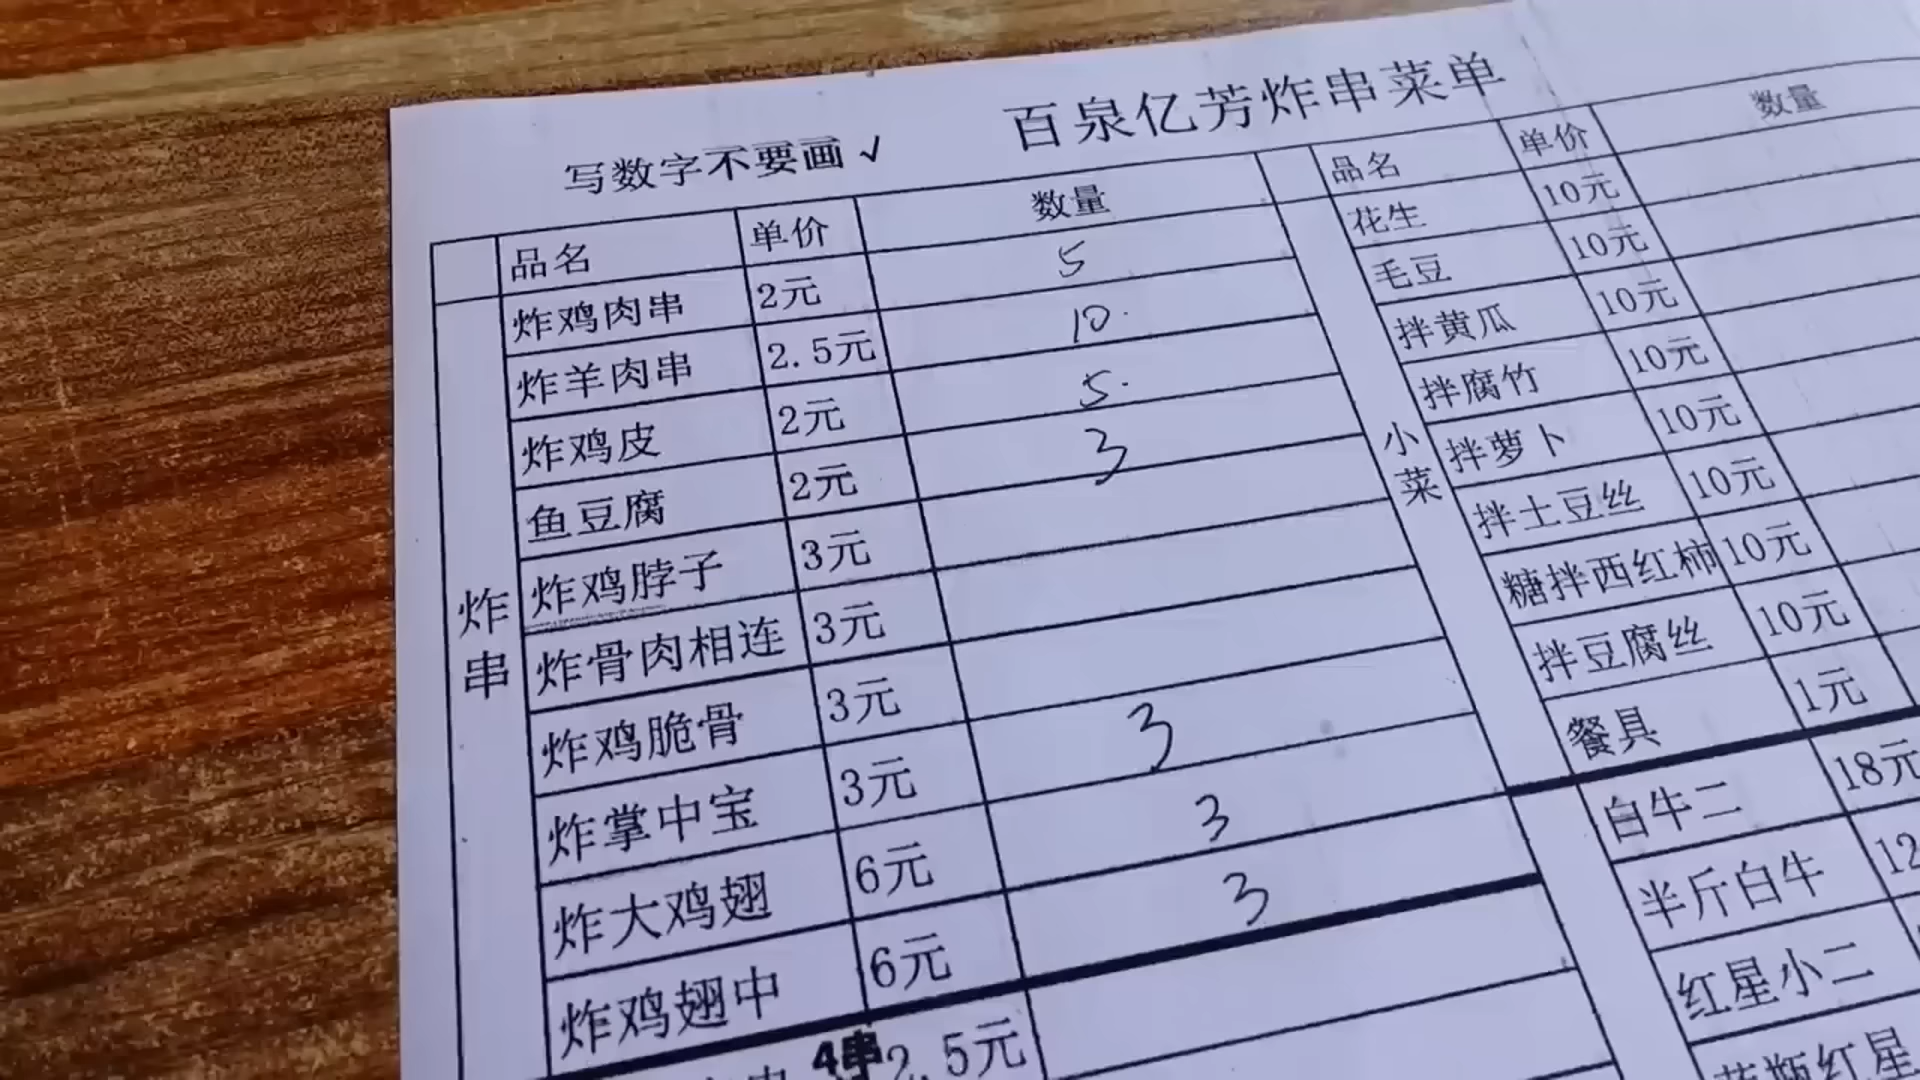 百泉亿芳炸串菜单
写数字不要画√
品名 单价 数量
炸串
炸鸡肉串 2元 5
炸羊肉串 2.5元 10
炸鸡皮 2元 5
鱼豆腐 2元 3
炸鸡脖子 3元
炸骨肉相连 3元
炸鸡脆骨 3元
炸掌中宝 3元 3
炸大鸡翅 6元 3
炸鸡翅中 6元 3
4串 2.5元
品名 单价 数量
小菜
花生 10元
毛豆 10元
拌黄瓜 10元
拌腐竹 10元
拌萝卜 10元
拌土豆丝 10元
糖拌西红柿 10元
拌豆腐丝 10元
餐具 1元
白牛二 18元
半斤白牛 12
红星小二